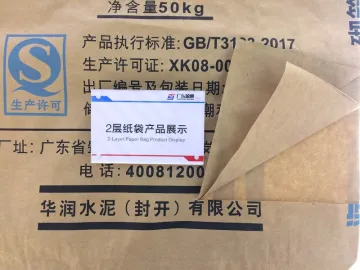 净含量50kg
产品执行标准: GB/T31
2017
生产许可证: XK08-00
出厂编号及包装日期
生产许可
2层纸袋产品展示
2-Layer Paper Bag Product Display
厂址: 广东省
电话: 40081200
华润水泥(封开)有限公司